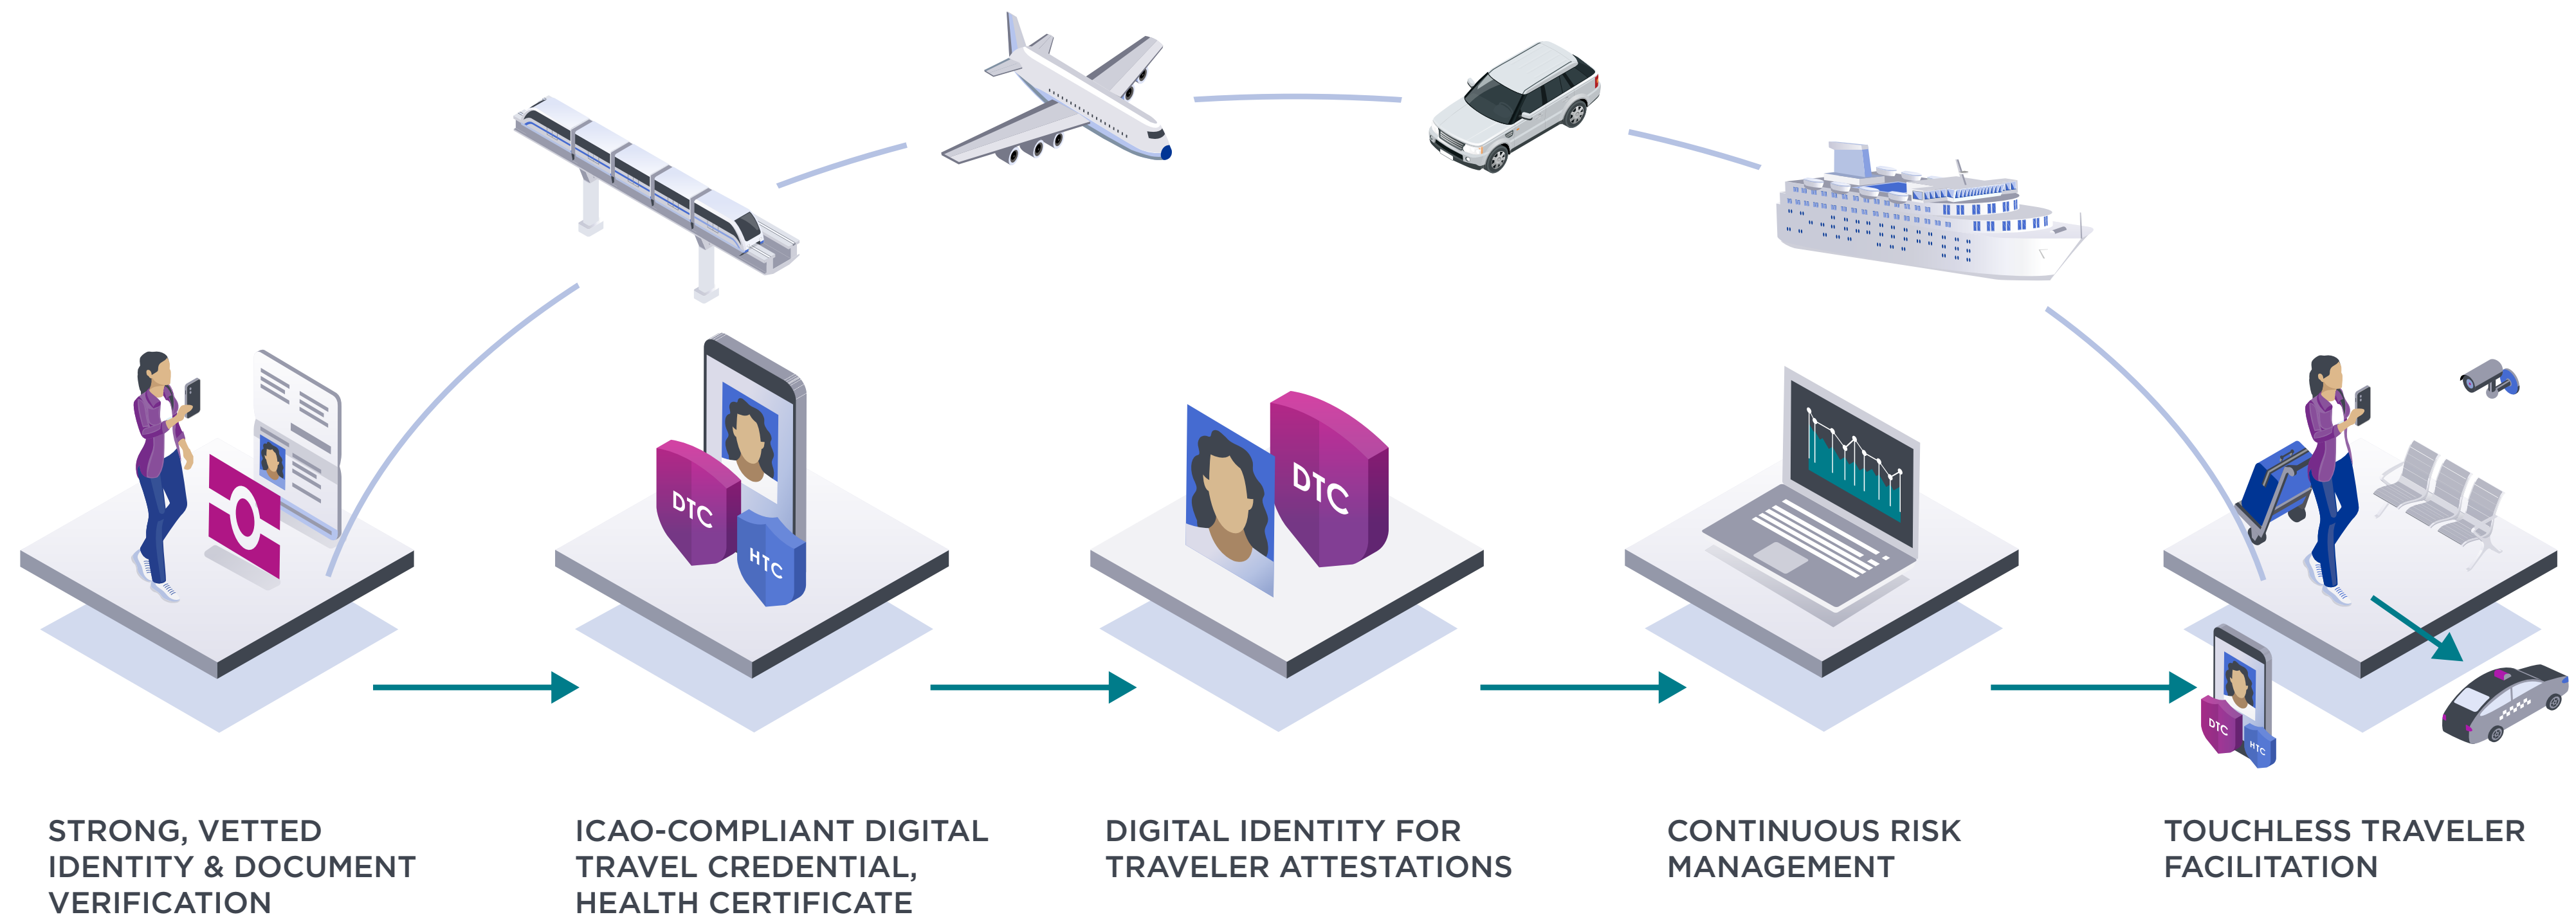 DTC
HTC
DTC
DTC
HTC
STRONG, VETTED
IDENTITY & DOCUMENT
VERIFICATION
ICAO-COMPLIANT DIGITAL
TRAVEL CREDENTIAL,
HEALTH CERTIFICATE
DIGITAL IDENTITY FOR
TRAVELER ATTESTATIONS
CONTINUOUS RISK
MANAGEMENT
TOUCHLESS TRAVELER
FACILITATION